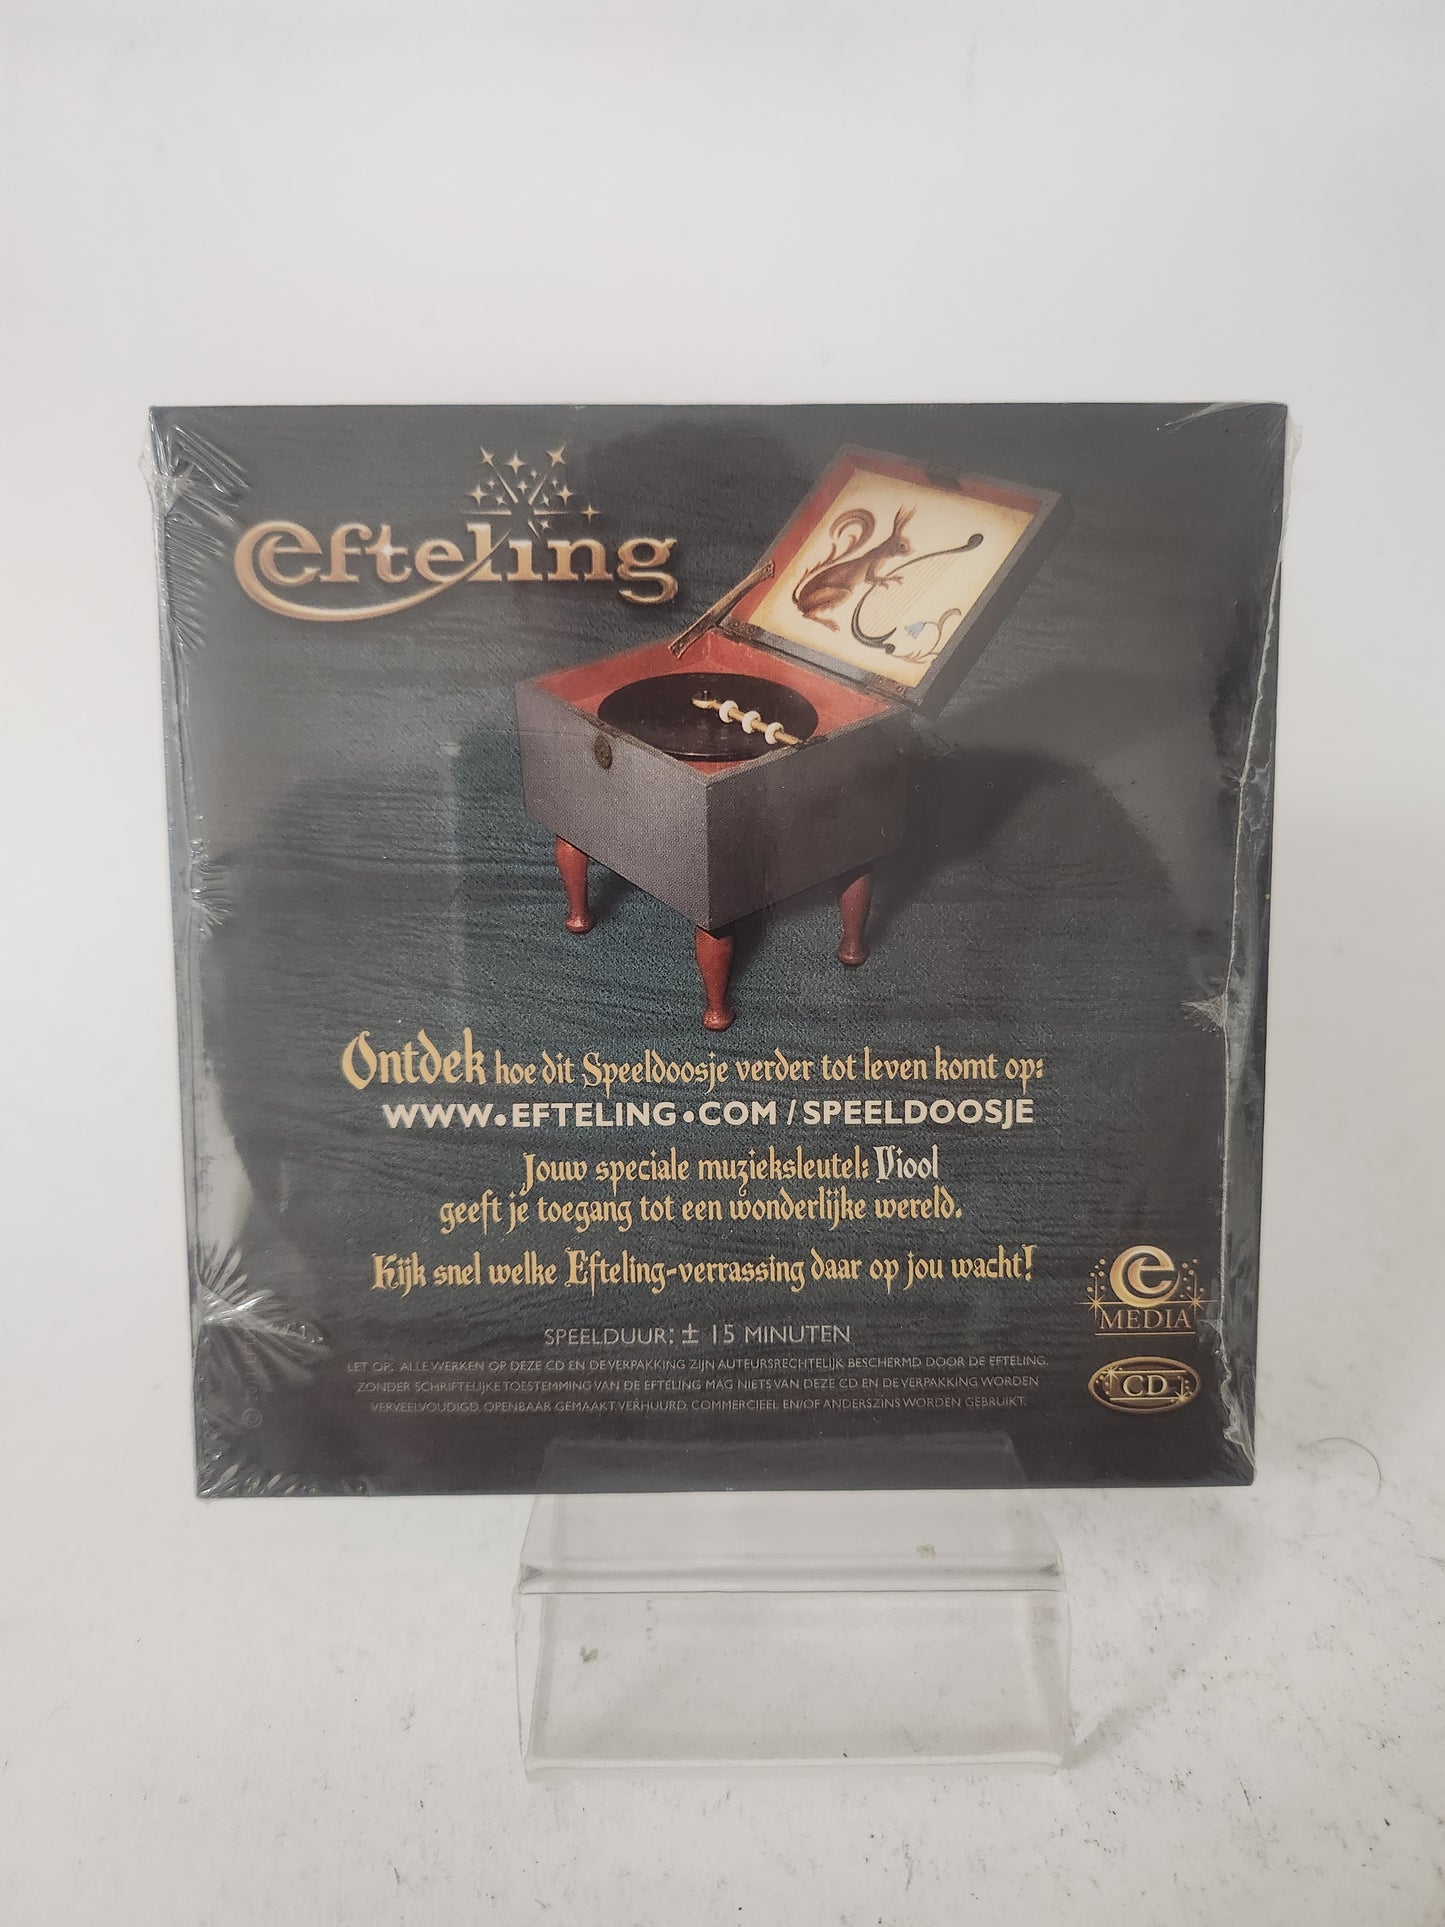 Efteling
Ontdek hoe dit Speeldoosje verder tot leven komt op:
WWW•EFTELING•COM / SPEELDOOSJE
Jouw speciale muzieksleutel: Viool
geeft je toegang tot een wonderlijke wereld.
Kijk snel welke Efteling-verrassing daar op jou wacht!
SPEELDUUR: ± 15 MINUTEN
LET OP: ALLE WERKEN OP DEZE CD EN DE VERPAKKING ZIJN AUTEURSRECHTELIJK BESCHERMD DOOR DE EFTELING.
ZONDER SCHRIFTELIJKE TOESTEMMING VAN DE EFTELING MAG NIETS VAN DEZE CD EN DE VERPAKKING WORDEN
VERVEELVOUDIGD, OPENBAAR GEMAAKT, VERHUURD, COMMERCIEEL EN/OF ANDERSZINS WORDEN GEBRUIKT.
e
MEDIA
CD